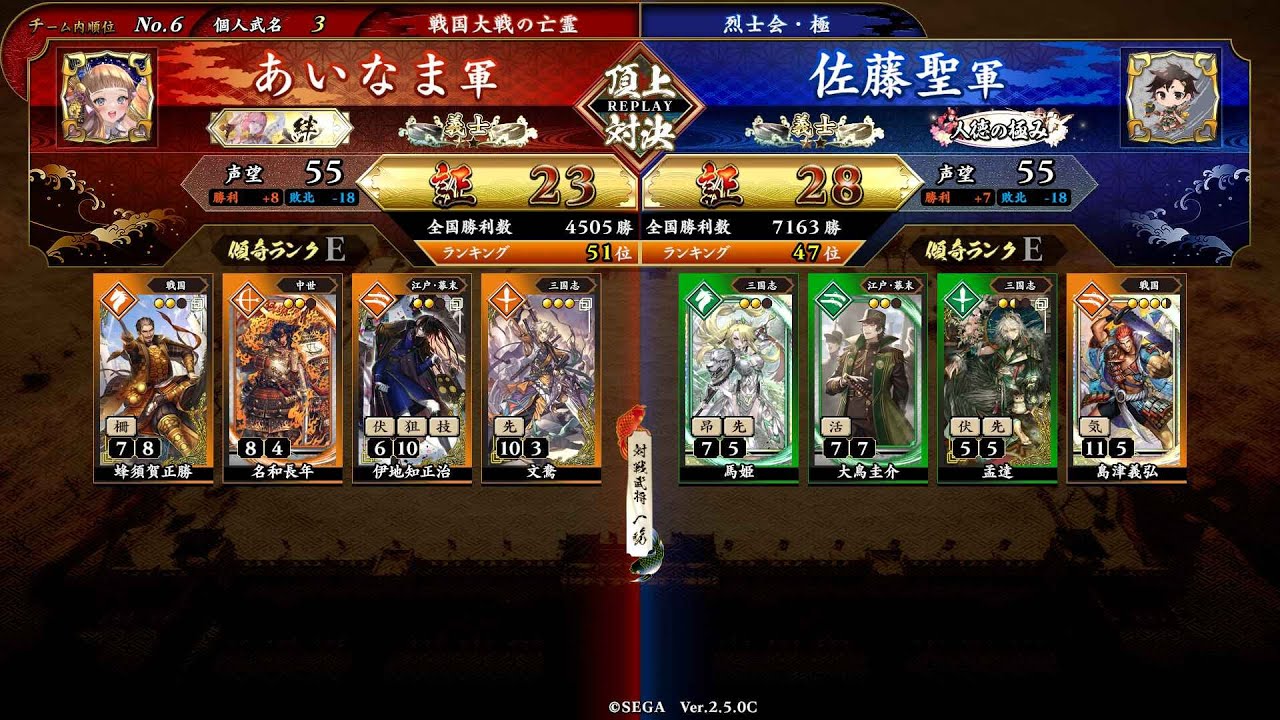 チーム内順位 No.6 個人武名 3
戦国大戦の亡霊
烈士会・極
あいなま軍
頂上
REPLAY
対決
佐藤聖軍
絆
義士
義士
人徳の極み
声望 55
勝利 +8 敗北 -18
証 23
証 28
声望 55
勝利 +7 敗北 -18
全国勝利数 4505勝
全国勝利数 7163勝
傾奇ランク E
ランキング 51位
ランキング 47位
傾奇ランク E
戦国
中世
江戸・幕末
三国志
三国志
江戸・幕末
三国志
戦国
柵
伏 狙 技
先
昂 先
活
伏 先
気
7 8
8 4
6 10
10 3
7 5
7 7
5 5
11 5
蜂須賀正勝
名和長年
伊地知正治
文鴦
馬姫
大鳥圭介
孟達
島津義弘
対戦武将一覧
©SEGA Ver.2.5.0C